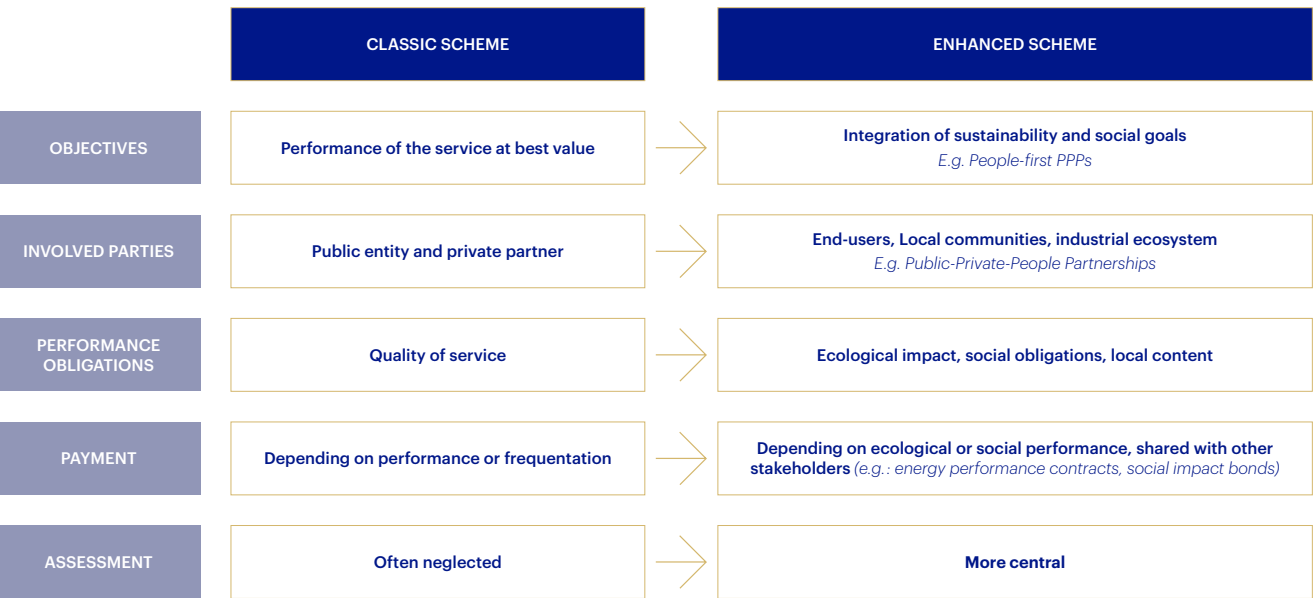 CLASSIC SCHEME
ENHANCED SCHEME
OBJECTIVES
Performance of the service at best value
Integration of sustainability and social goals
E.g. People-first PPPs
INVOLVED PARTIES
Public entity and private partner
End-users, Local communities, industrial ecosystem
E.g. Public-Private-People Partnerships
PERFORMANCE
OBLIGATIONS
Quality of service
Ecological impact, social obligations, local content
PAYMENT
Depending on performance or frequentation
Depending on ecological or social performance, shared with other
stakeholders (e.g.: energy performance contracts, social impact bonds)
ASSESSMENT
Often neglected
More central